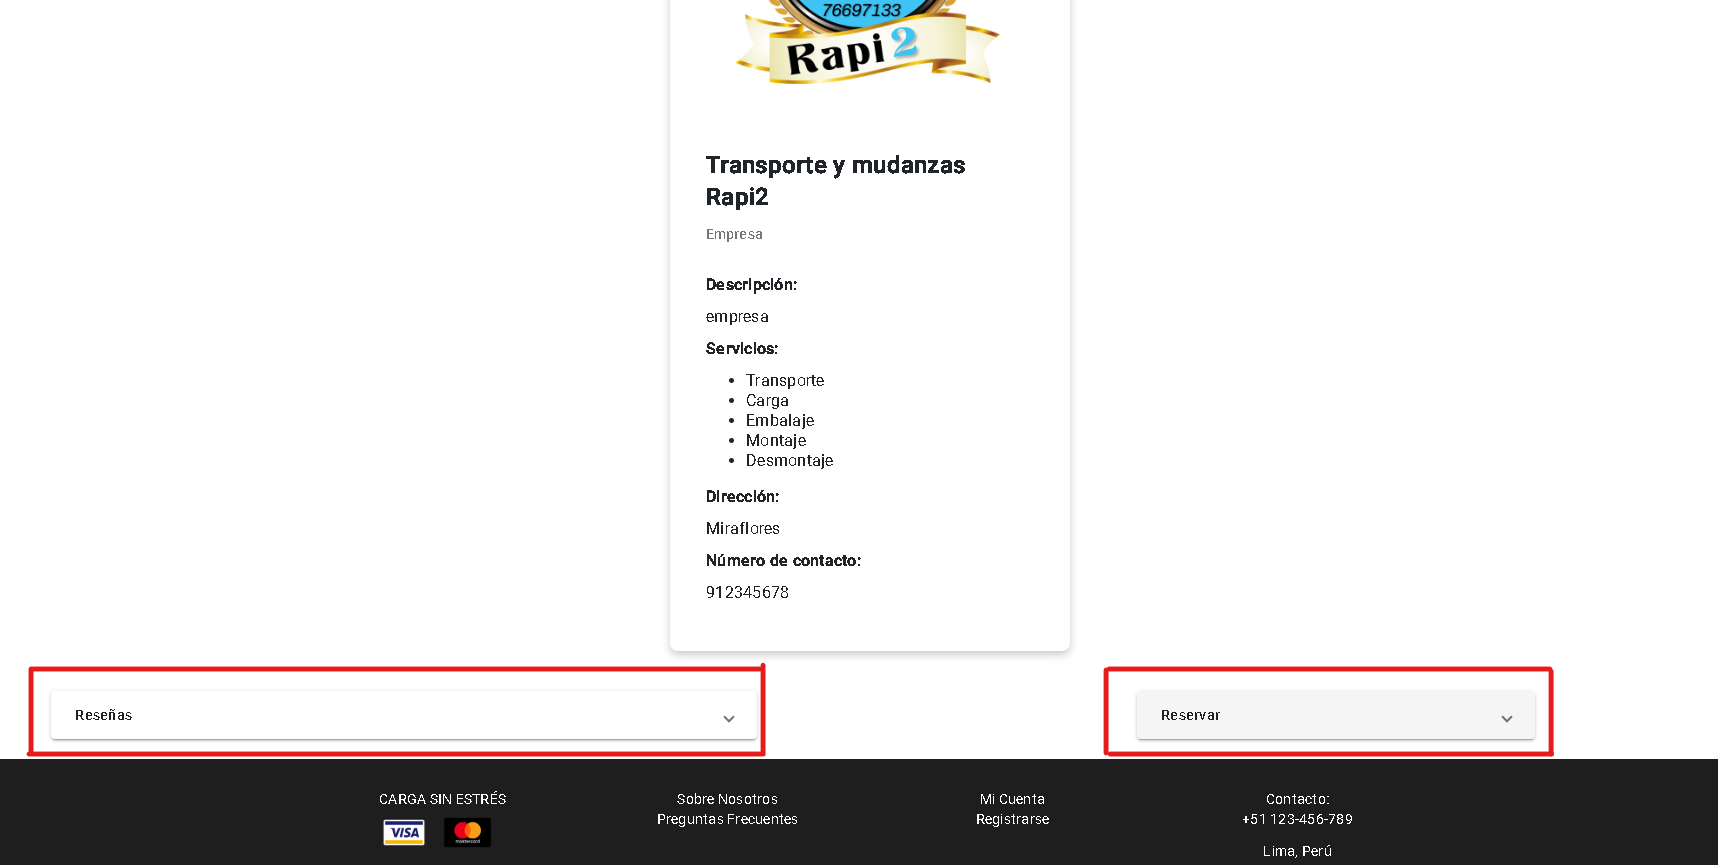 76697133
Rapi 2
Transporte y mudanzas
Rapi2
Empresa
Descripción:
empresa
Servicios:
Transporte
Carga
Embalaje
Montaje
Desmontaje
Dirección:
Miraflores
Número de contacto:
912345678
Reseñas
Reservar
CARGA SIN ESTRÉS
VISA
mastercard
Sobre Nosotros
Preguntas Frecuentes
Mi Cuenta
Registrarse
Contacto:
+51 123-456-789
Lima, Perú